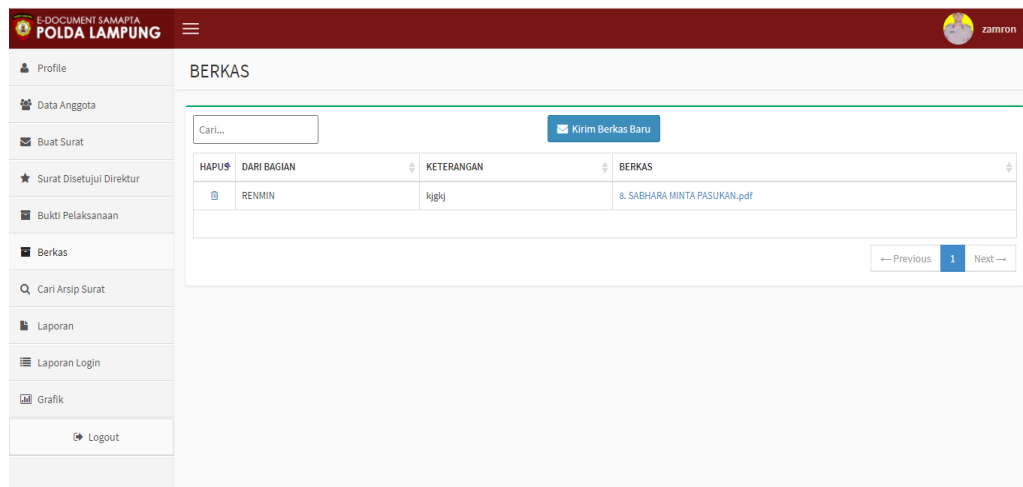 E-DOCUMENT SAMAPTA
POLDA LAMPUNG
zamron
Profile
Data Anggota
Buat Surat
Surat Disetujui Direktur
Bukti Pelaksanaan
Berkas
Cari Arsip Surat
Laporan
Laporan Login
Grafik
Logout
BERKAS
Cari...
Kirim Berkas Baru
HAPUS DARI BAGIAN KETERANGAN BERKAS
RENMIN kjgkj 8. SABHARA MINTA PASUKAN.pdf
← Previous 1 Next →